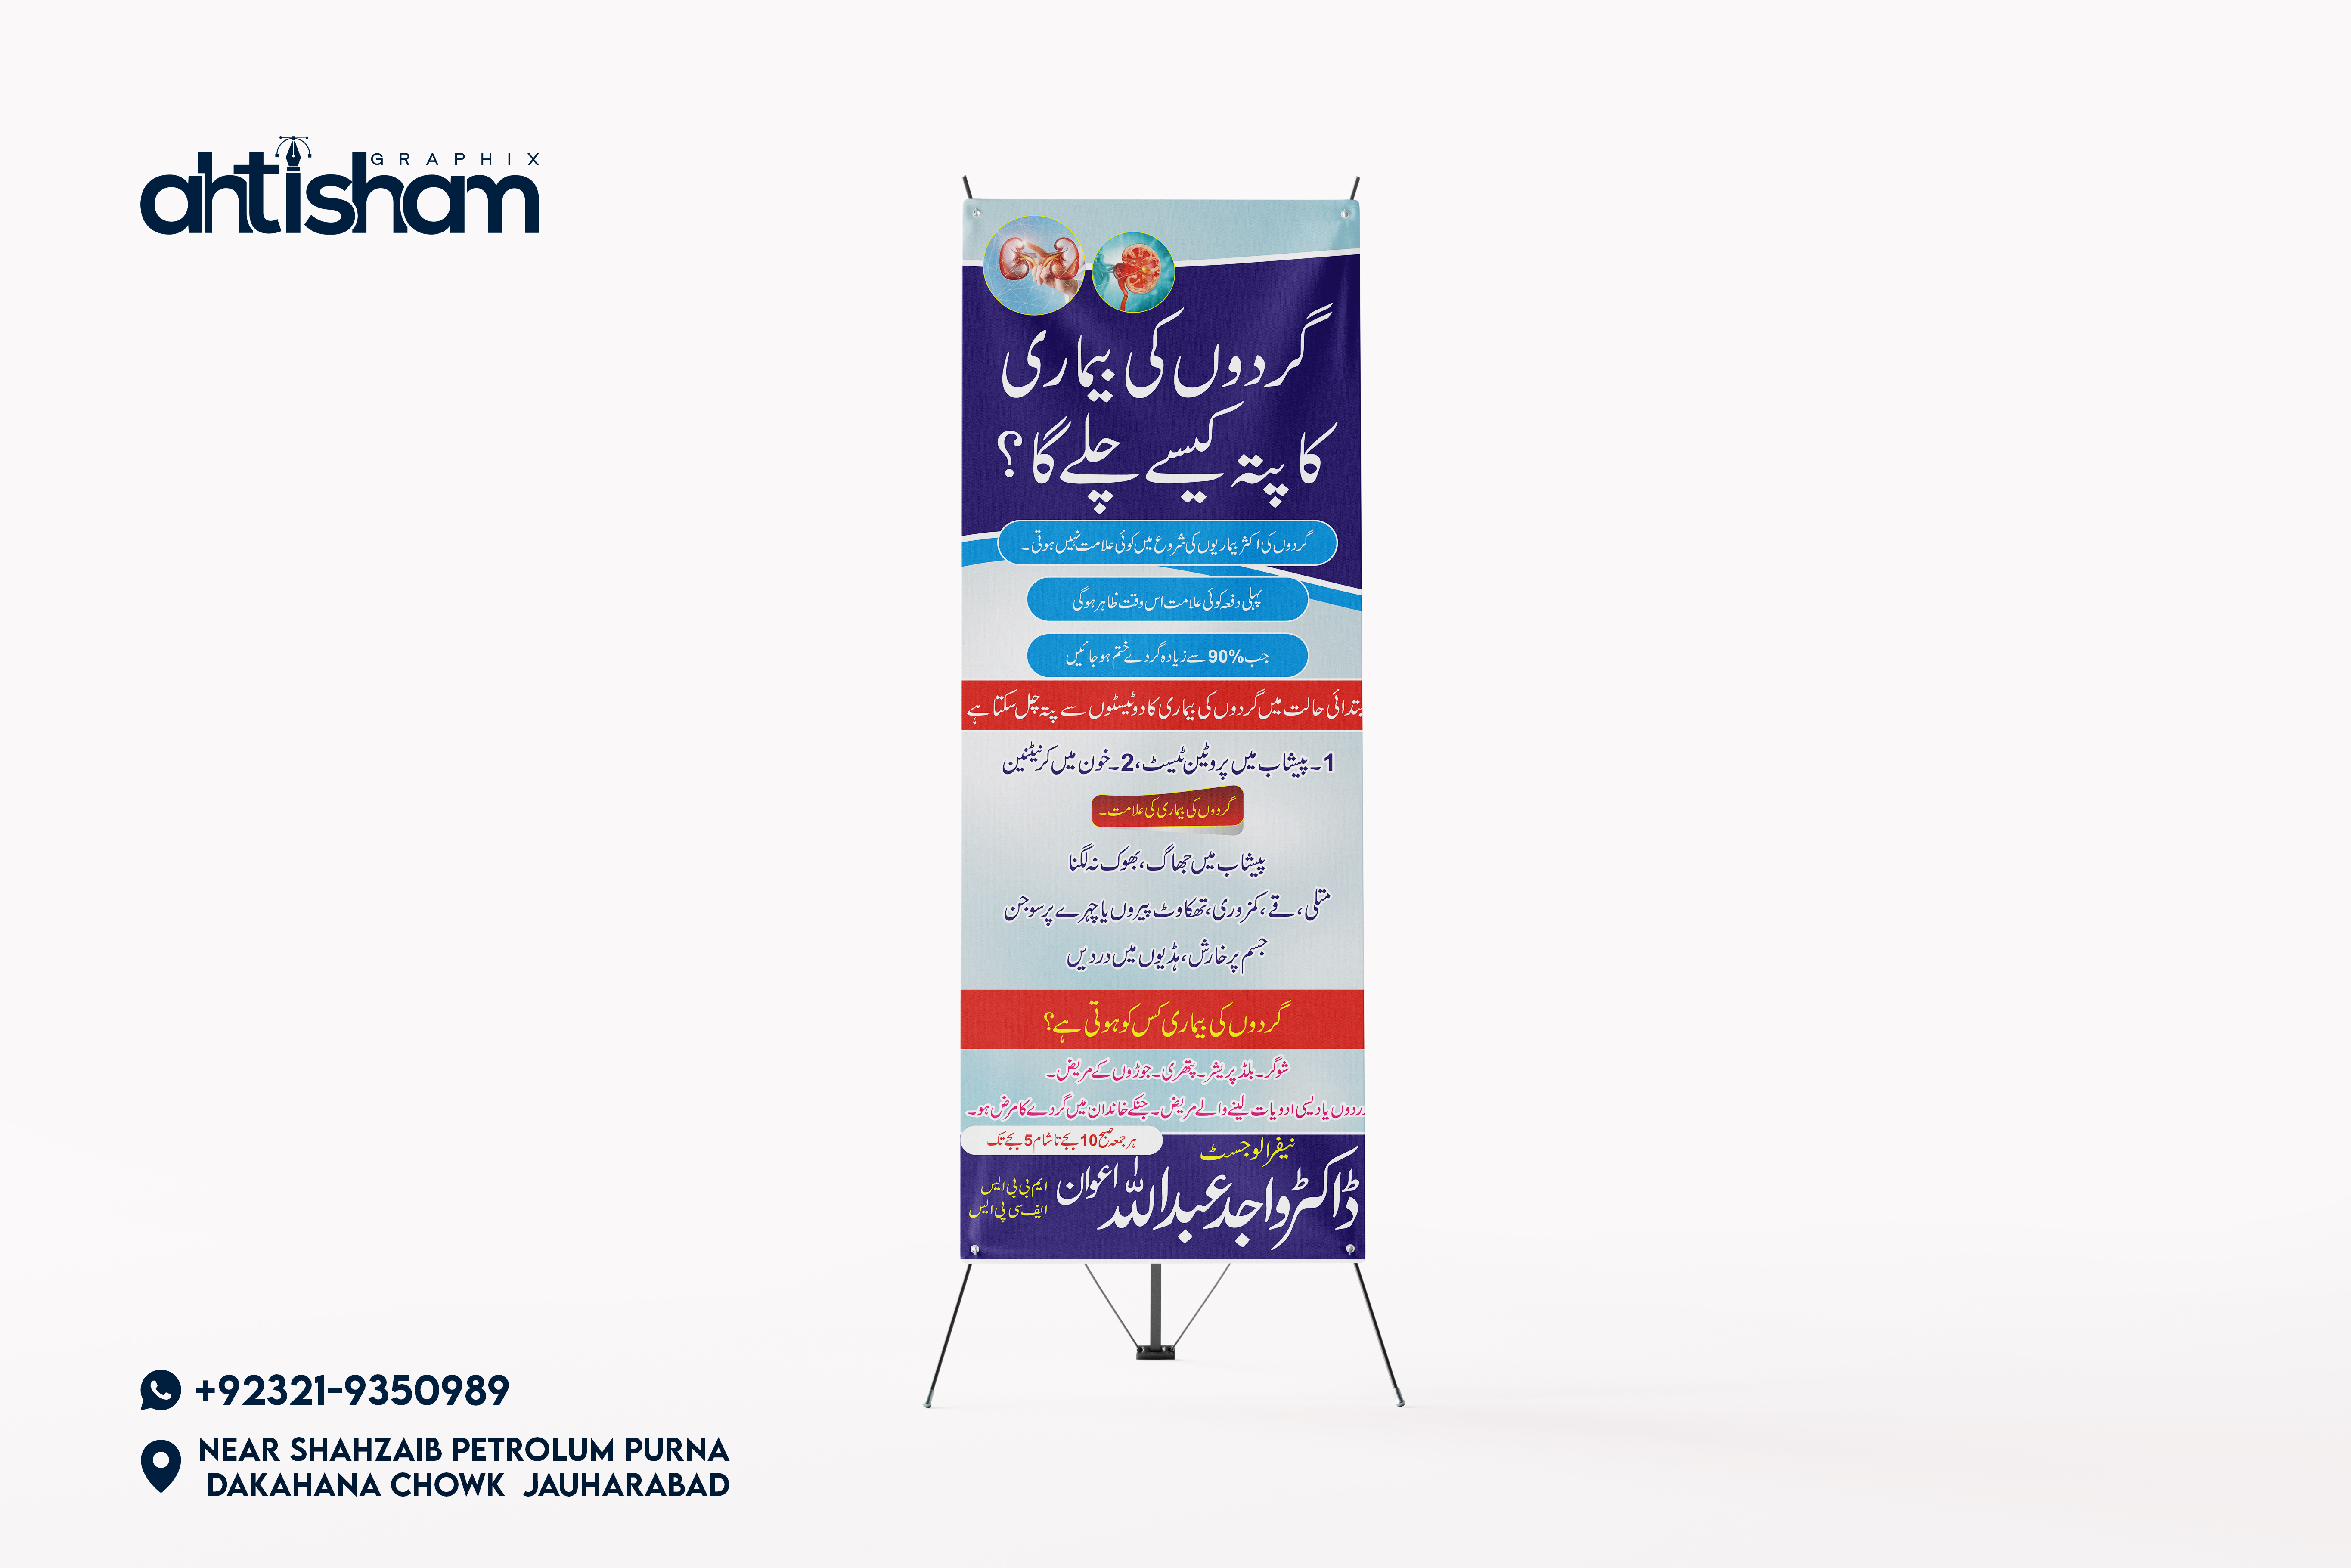 ahtisham
GRAPHIX
گردوں کی بیماری
کا پتہ کیسے چلے گا؟
گردوں کی اکثر بیماریوں کی شروع میں کوئی علامت نہیں ہوتی۔
پہلی دفعہ کوئی علامت اس وقت ظاہر ہوگی
جب %90 سے زیادہ گردے ختم ہو جائیں
بتدائی حالت میں گردوں کی بیماری کا دو ٹیسٹوں سے پتہ چل سکتا ہے
1۔ پیشاب میں پروٹین ٹیسٹ، 2۔ خون میں کرنیٹنین
گردوں کی بیماری کی علامت۔
پیشاب میں جھاگ، بھوک نہ لگنا
متلی، قے، کمزوری، تھکاوٹ پیروں یا چہرے پر سوجن
جسم پر خارش، ہڈیوں میں دردیں
گردوں کی بیماری کس کو ہوتی ہے؟
شوگر۔ بلڈ پریشر۔ پتھری۔ جوڑوں کے مریض۔
دردوں یا دیسی ادویات لینے والے مریض۔ جنکے خاندان میں گردے کا مرض ہو۔
ہر جمعہ صبح 10 بجے تا شام 5 بجے تک
نیفرالوجسٹ
ڈاکٹر واجد عبداللہ اعوان
ایم بی بی ایس
ایف سی پی ایس
+92321-9350989
NEAR SHAHZAIB PETROLUM PURNA
DAKAHANA CHOWK JAUHARABAD